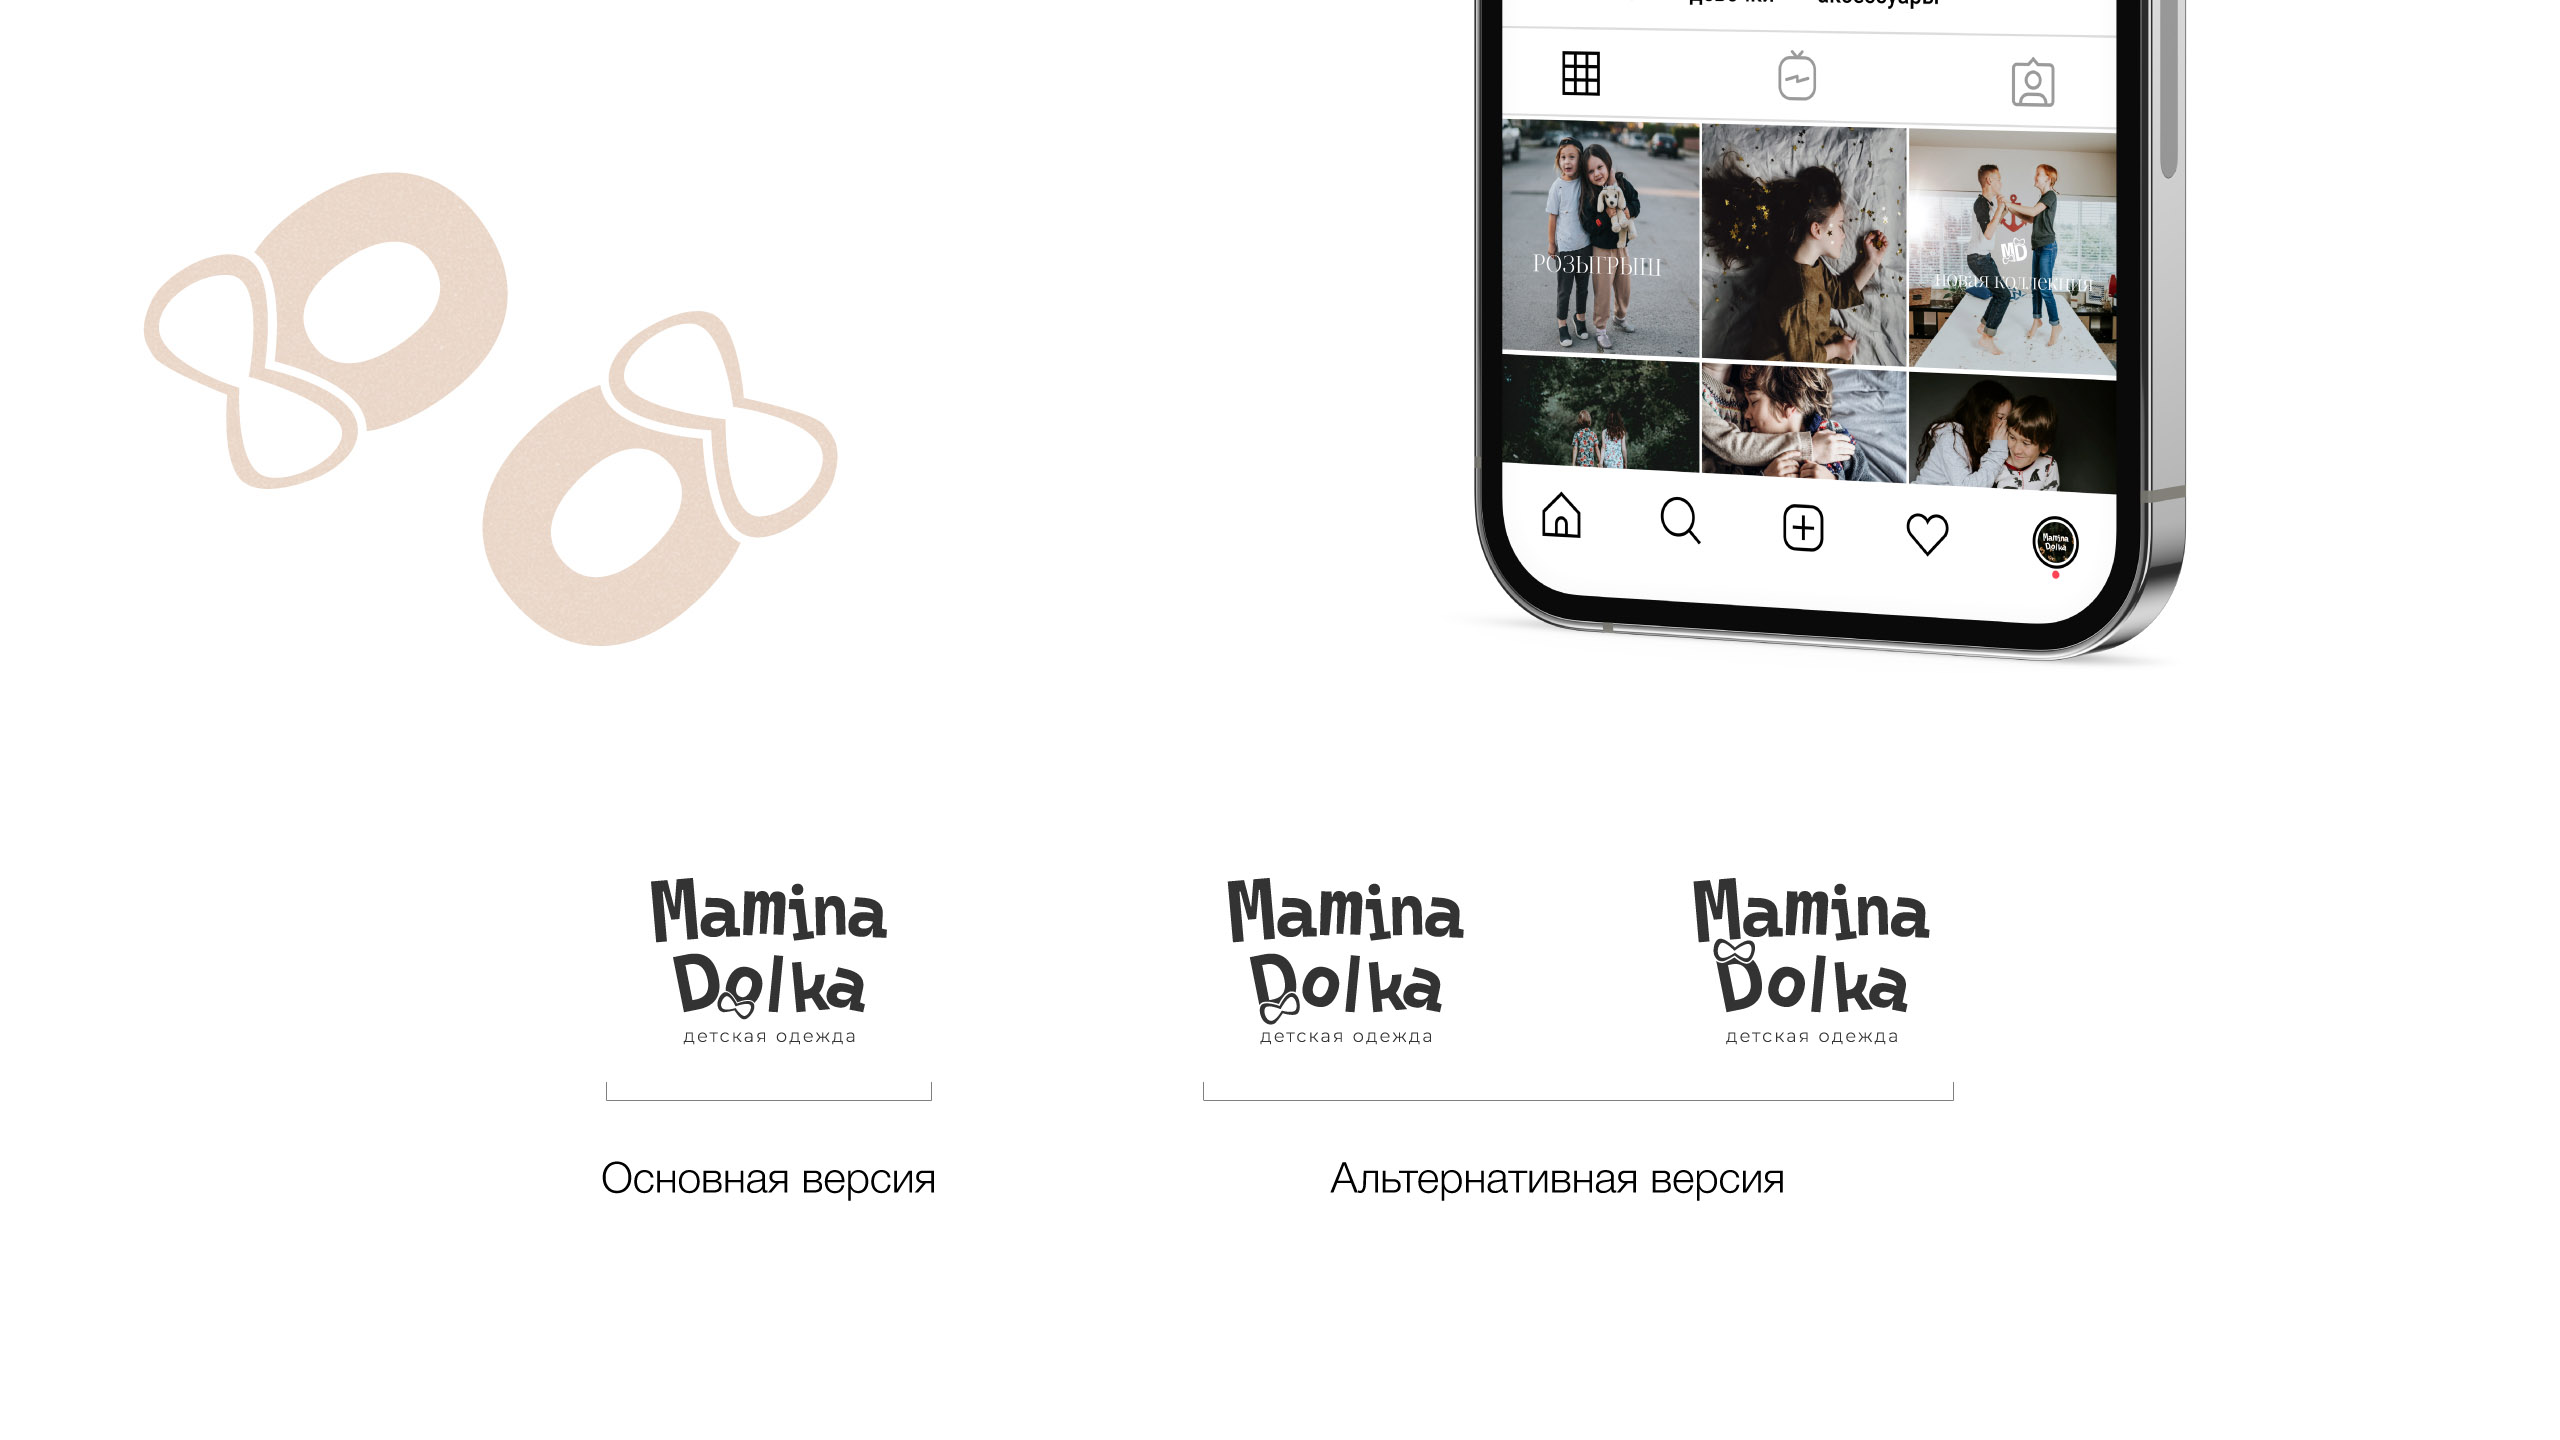 девочки аксессуары
РОЗЫГРЫШ
MD
новая коллекция
Mamina
Dolka
Mamina
Dolka
детская одежда
Mamina
Dolka
детская одежда
Mamina
Dolka
детская одежда
Основная версия
Альтернативная версия